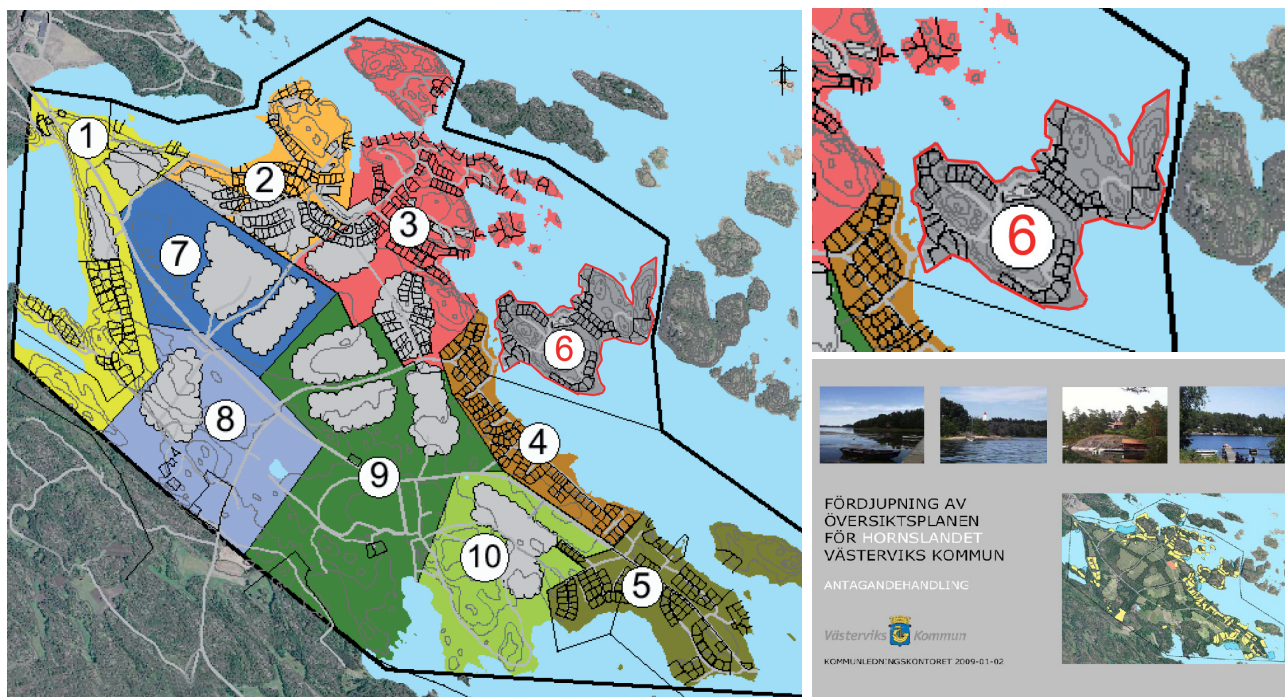 1
2
3
7
6
8
4
9
10
5
6
FÖRDJUPNING AV
ÖVERSIKTSPLANEN
FÖR HORNSLANDET
VÄSTERVIKS KOMMUN
ANTAGANDEHANDLING
Västerviks Kommun
KOMMUNLEDNINGSKONTORET 2009-01-02